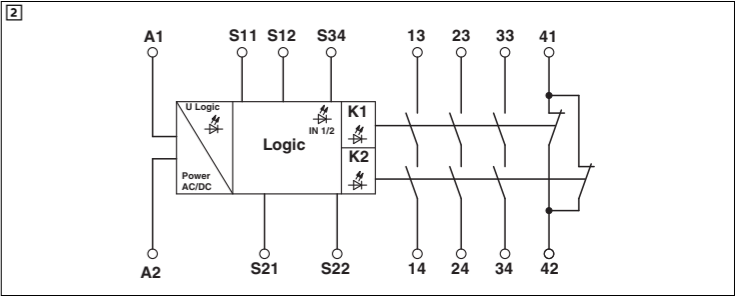 2
A1 S11 S12 S34 13 23 33 41
U Logic
IN 1/2
K1
Logic
K2
Power
AC/DC
A2 S21 S22 14 24 34 42